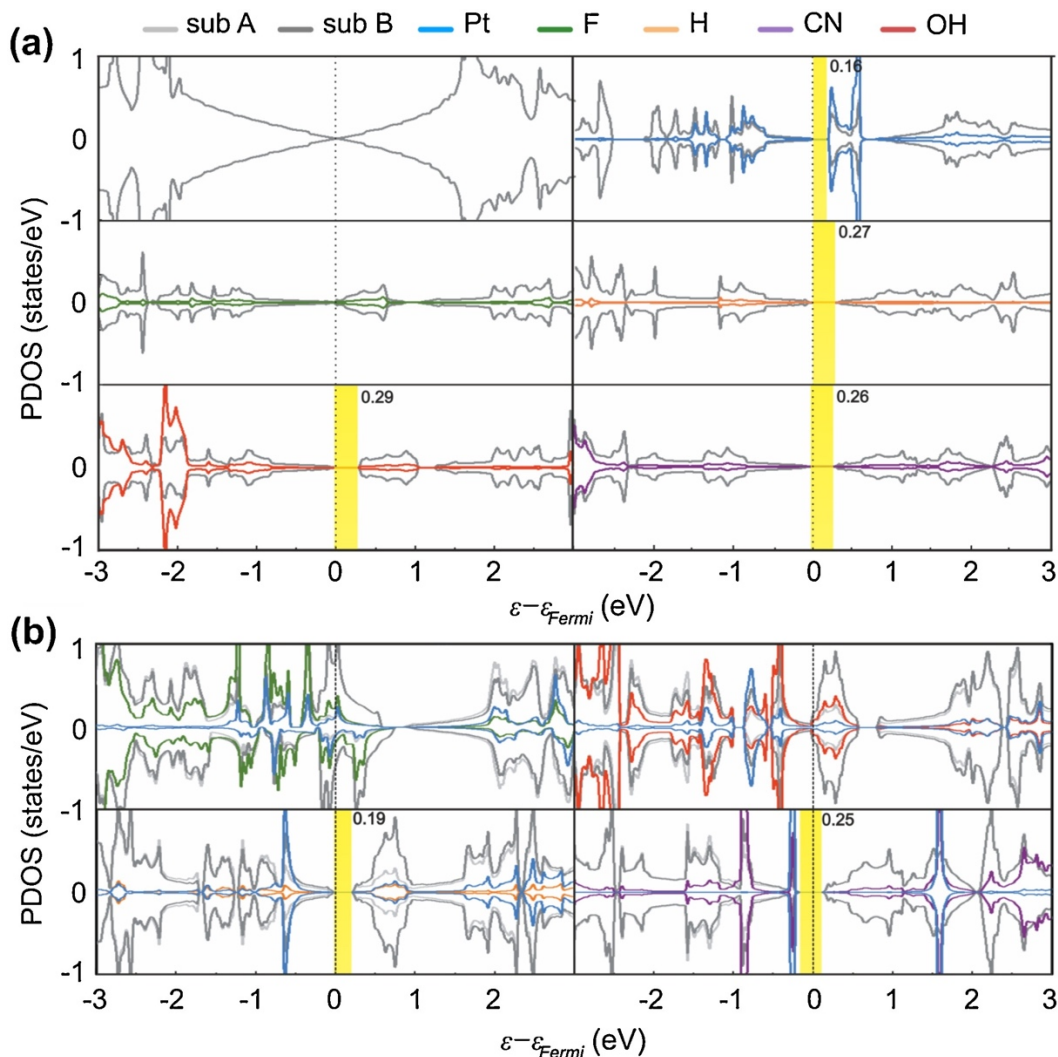 (a) sub A sub B Pt F H CN OH
1 0.16
0
-1
0.27
0
-1
0.29 0.26
0
-1
-3 -2 -1 0 1 2 -2 -1 0 1 2 3
PDOS (states/eV)
ε−εFermi (eV)
(b)
1
0
-1
0.19 0.25
0
-1
-3 -2 -1 0 1 2 -2 -1 0 1 2 3
PDOS (states/eV)
ε−εFermi (eV)